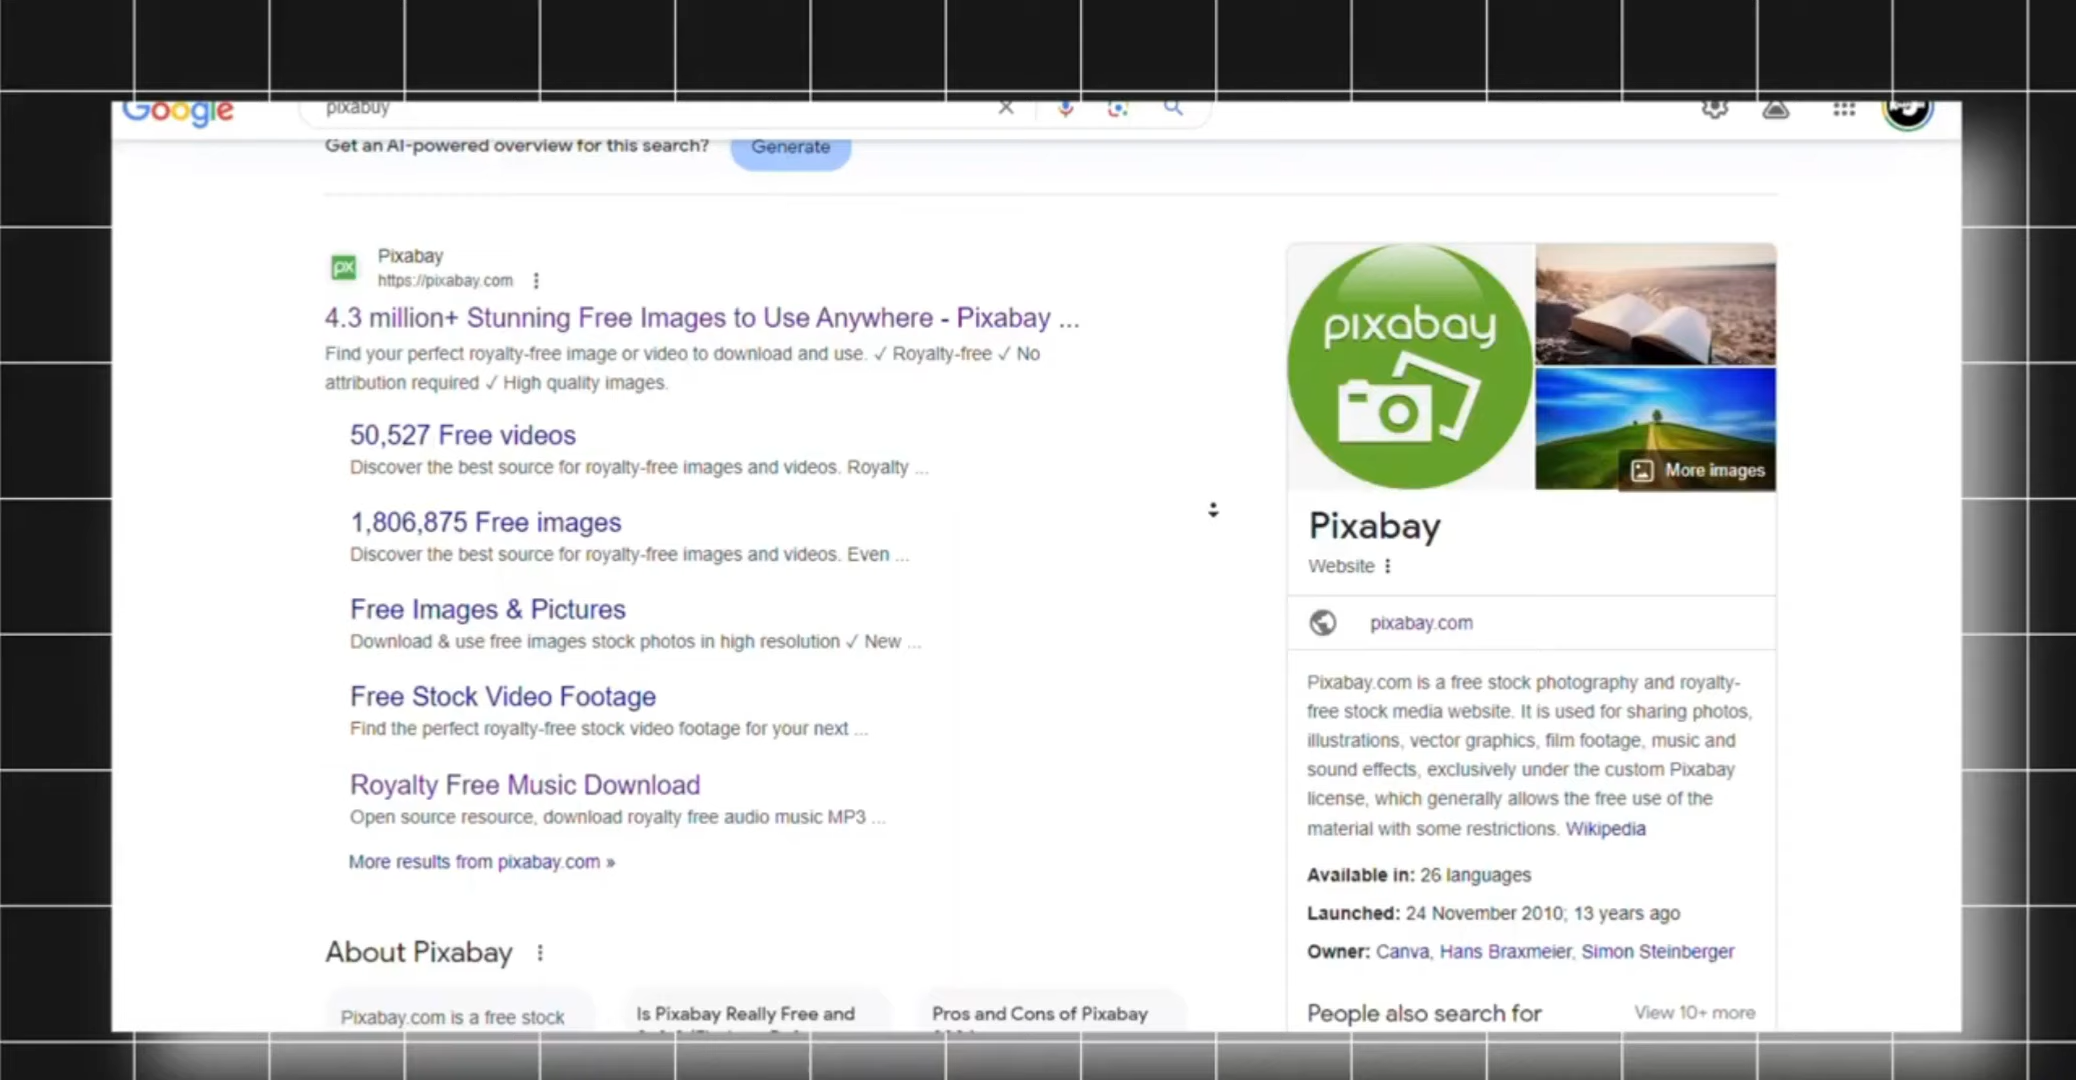 Google
pixabuy
Get an AI-powered overview for this search? Generate
px
Pixabay
https://pixabay.com
4.3 million+ Stunning Free Images to Use Anywhere - Pixabay ...
Find your perfect royalty-free image or video to download and use. ✓ Royalty-free ✓ No
attribution required ✓ High quality images.
50,527 Free videos
Discover the best source for royalty-free images and videos. Royalty ...
1,806,875 Free images
Discover the best source for royalty-free images and videos. Even ...
Free Images & Pictures
Download & use free images stock photos in high resolution ✓ New ...
Free Stock Video Footage
Find the perfect royalty-free stock video footage for your next ...
Royalty Free Music Download
Open source resource, download royalty free audio music MP3 ...
More results from pixabay.com »
About Pixabay
Pixabay.com is a free stock
Is Pixabay Really Free and
Pros and Cons of Pixabay
pixabay
More images
Pixabay
Website
pixabay.com
Pixabay.com is a free stock photography and royalty-
free stock media website. It is used for sharing photos,
illustrations, vector graphics, film footage, music and
sound effects, exclusively under the custom Pixabay
license, which generally allows the free use of the
material with some restrictions. Wikipedia
Available in: 26 languages
Launched: 24 November 2010; 13 years ago
Owner: Canva, Hans Braxmeier, Simon Steinberger
People also search for
View 10+ more